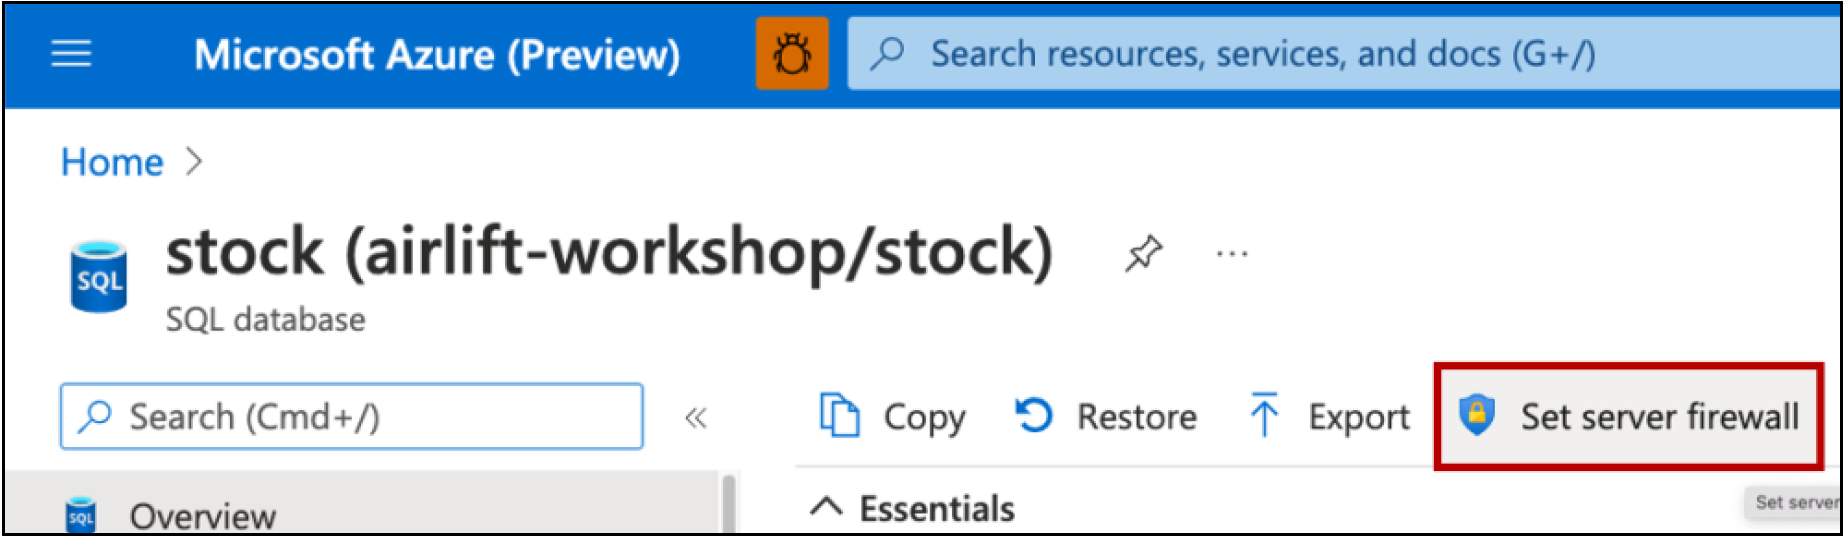 Microsoft Azure (Preview)
Search resources, services, and docs (G+/)
Home
stock (airlift-workshop/stock)
SQL
SQL database
Search (Cmd+/)
Copy
Restore
Export
Set server firewall
SQL
Overview
Essentials
Set server